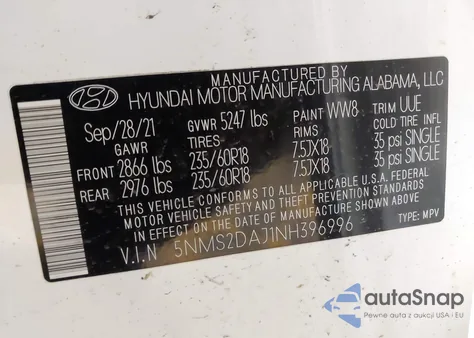 MANUFACTURED BY
HYUNDAI MOTOR MANUFACTURING ALABAMA, LLC
Sep/28/21 GVWR 5247 lbs PAINT WW8 TRIM UUE
GAWR TIRES RIMS COLD TIRE INFL
FRONT 2866 lbs 235/60R18 7.5JX18 35 psi SINGLE
REAR 2976 lbs 235/60R18 7.5JX18 35 psi SINGLE
THIS VEHICLE CONFORMS TO ALL APPLICABLE U.S. FEDERAL
MOTOR VEHICLE SAFETY AND THEFT PREVENTION STANDARDS
IN EFFECT ON THE DATE OF MANUFACTURE SHOWN ABOVE.
V.I.N 5NMS2DAJ1NH396996 TYPE: MPV
autoSnap
Pewne auta z aukcji USA i EU